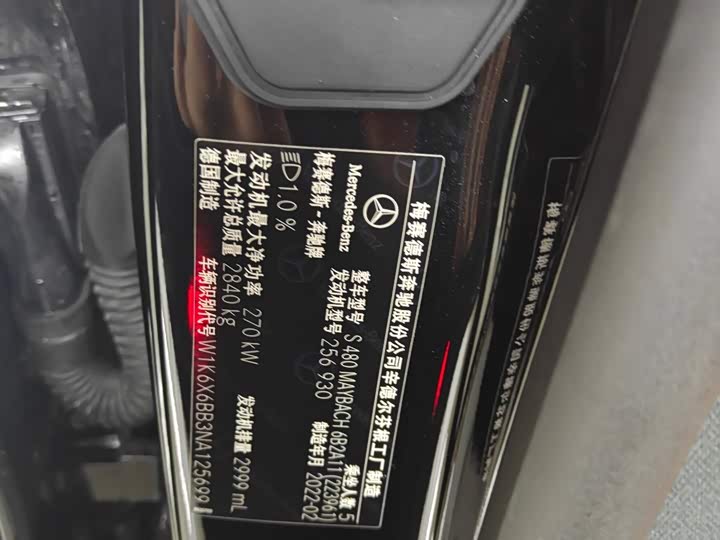 梅赛德斯奔驰股份公司辛德尔芬根工厂制造
Mercedes-Benz
梅赛德斯-奔驰牌
整车型号 S 480 MAYBACH 6B2A11(223961)
乘坐人数 5
发动机型号 256 930
制造年月 2022-02
1.0 %
发动机最大净功率 270 kW
发动机排量 2999 mL
最大允许总质量 2840 kg
德国制造
车辆识别代号 W1K6X6BB3NA125699